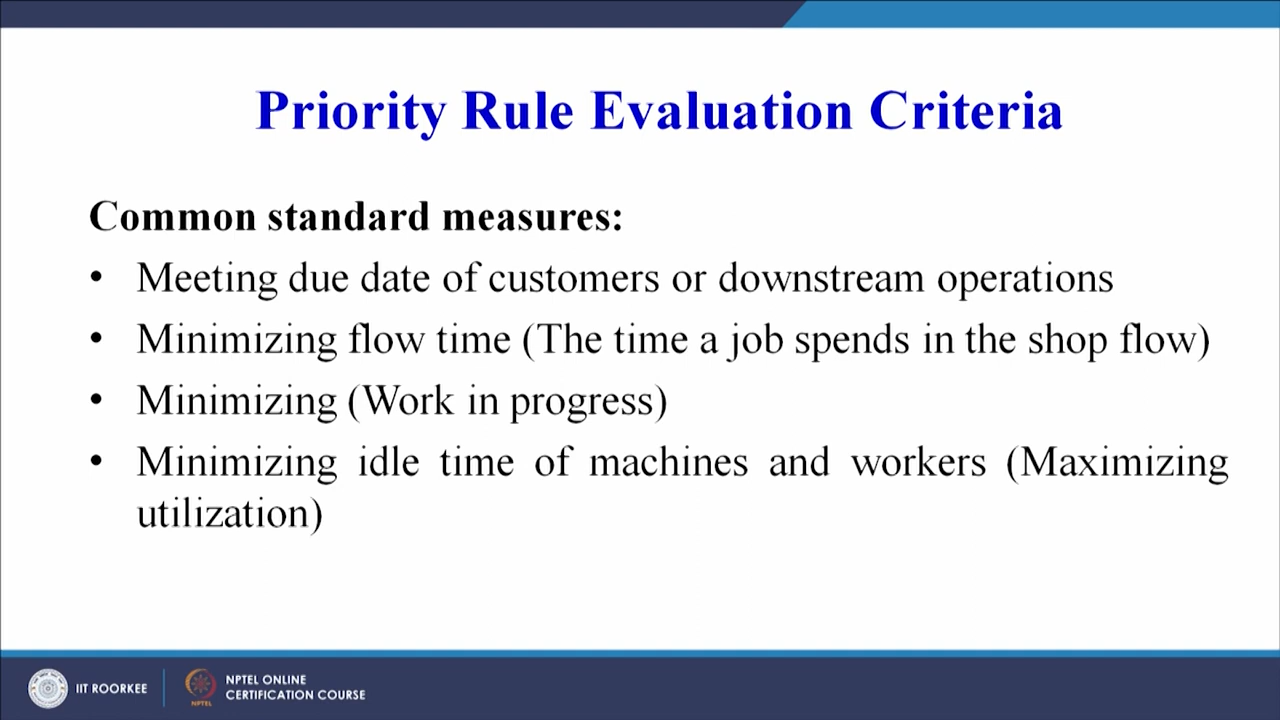 Priority Rule Evaluation Criteria
Common standard measures:
• Meeting due date of customers or downstream operations
• Minimizing flow time (The time a job spends in the shop flow)
• Minimizing (Work in progress)
• Minimizing idle time of machines and workers (Maximizing
utilization)
IIT ROORKEE
NPTEL
NPTEL ONLINE
CERTIFICATION COURSE